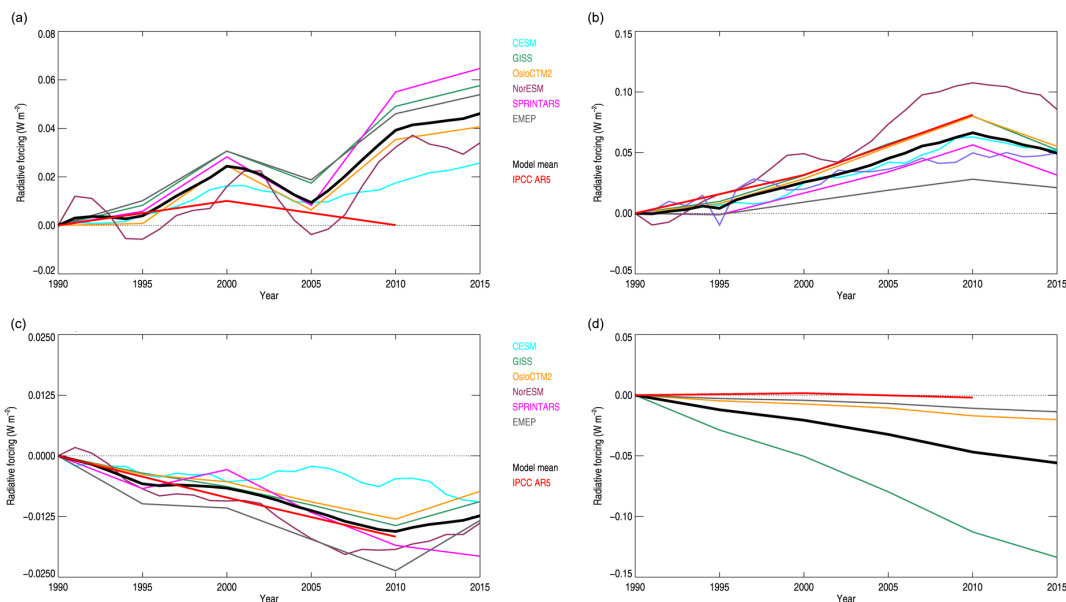 (a)
0.08
0.06
0.04
0.02
0.00
−0.02
Radiative forcing (W m⁻²)
1990 1995 2000 2005 2010 2015
Year
CESM
GISS
OsloCTM2
NorESM
SPRINTARS
EMEP
Model mean
IPCC AR5
(b)
0.15
0.10
0.05
0.00
−0.05
Radiative forcing (W m⁻²)
1990 1995 2000 2005 2010 2015
Year
(c)
0.0250
0.0125
0.0000
−0.0125
−0.0250
Radiative forcing (W m⁻²)
1990 1995 2000 2005 2010 2015
Year
CESM
GISS
OsloCTM2
NorESM
SPRINTARS
EMEP
Model mean
IPCC AR5
(d)
0.05
0.00
−0.05
−0.10
−0.15
Radiative forcing (W m⁻²)
1990 1995 2000 2005 2010 2015
Year